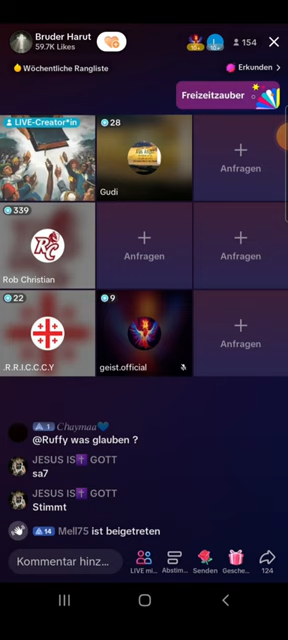 Bruder Harut
59.7K Likes
154
Wöchentliche Rangliste
Erkunden >
Freizeitzauber
LIVE-Creator*in
28
Gudi
Anfragen
339
RC
Rob Christian
Anfragen
Anfragen
22
.R.R.I.C.C.C.Y
9
geist.official
Anfragen
1 Chaymaa
@Ruffy was glauben ?
JESUS IS✝️ GOTT
sa7
JESUS IS✝️ GOTT
Stimmt
14 Mell75 ist beigetreten
Kommentar hinz...
LIVE mi...
Abstim...
Senden
Gesche...
124